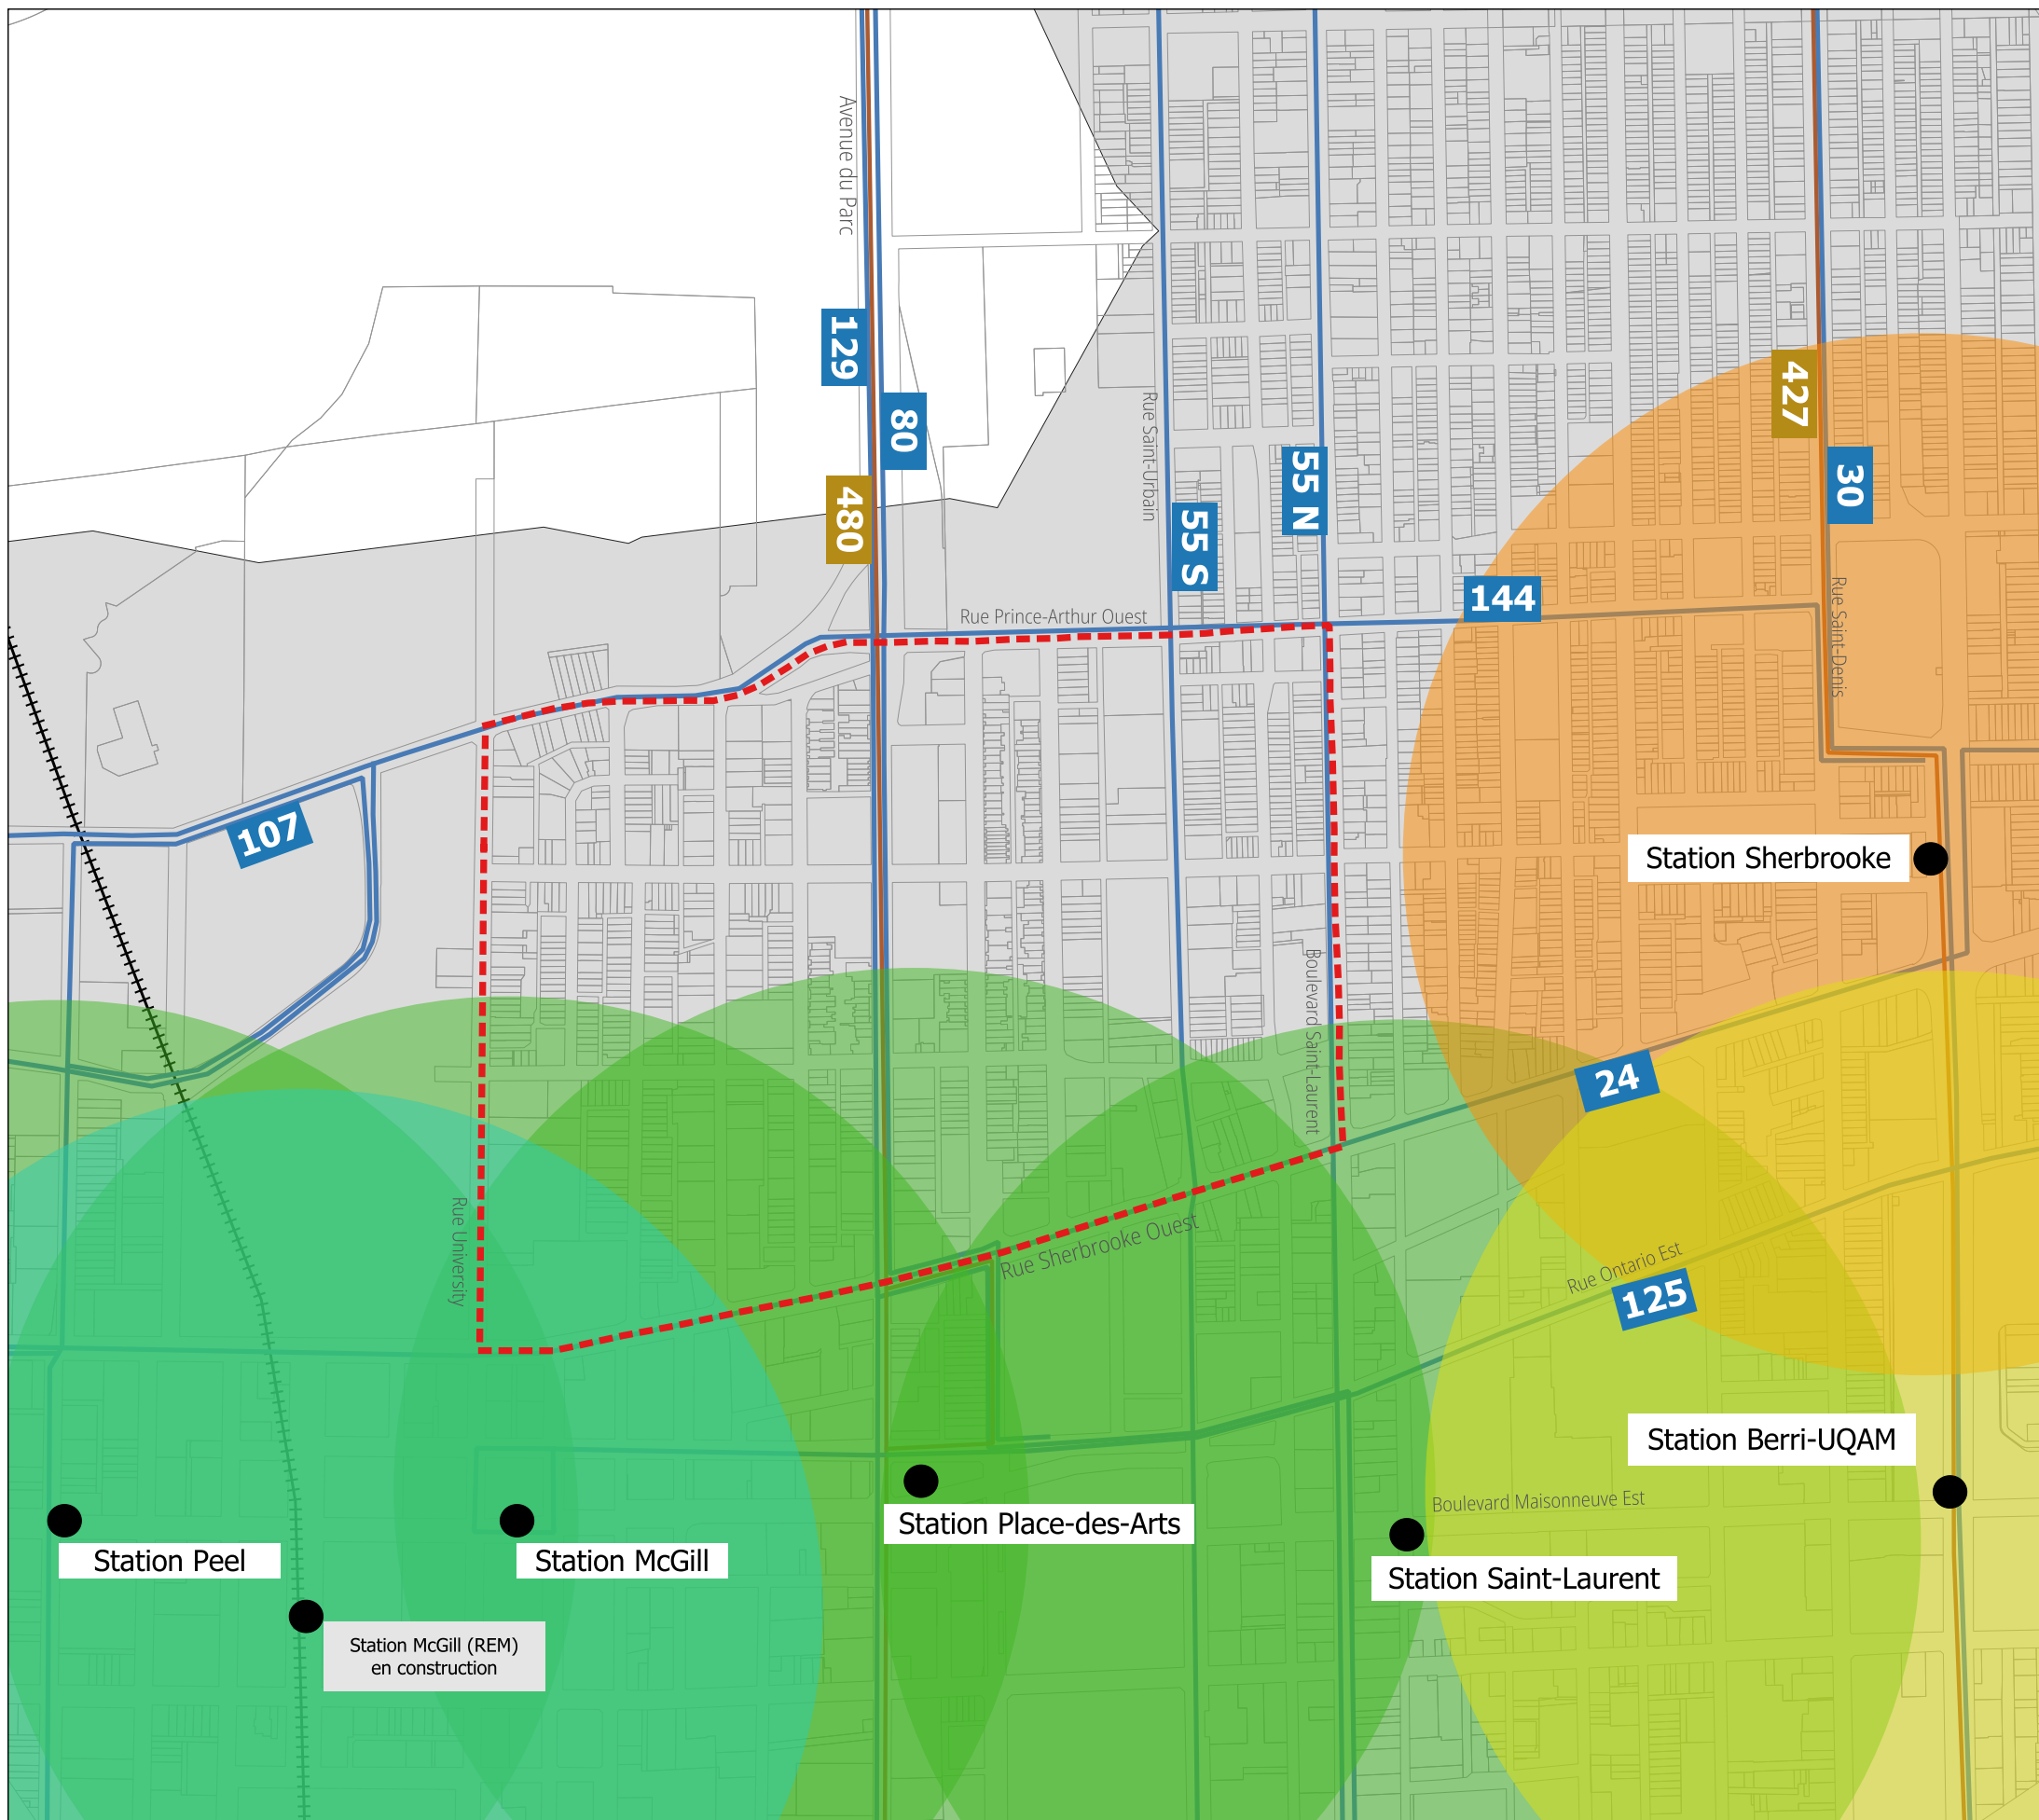 Avenue du Parc
129
80
480
Rue Saint-Urbain
55 S
55 N
427
30
144
Rue Prince-Arthur Ouest
Rue Saint-Denis
107
Station Sherbrooke
Boulevard Saint-Laurent
24
Rue University
Rue Sherbrooke Ouest
Rue Ontario Est
125
Station Berri-UQAM
Boulevard Maisonneuve Est
Station Place-des-Arts
Station Peel
Station McGill
Station Saint-Laurent
Station McGill (REM)
en construction